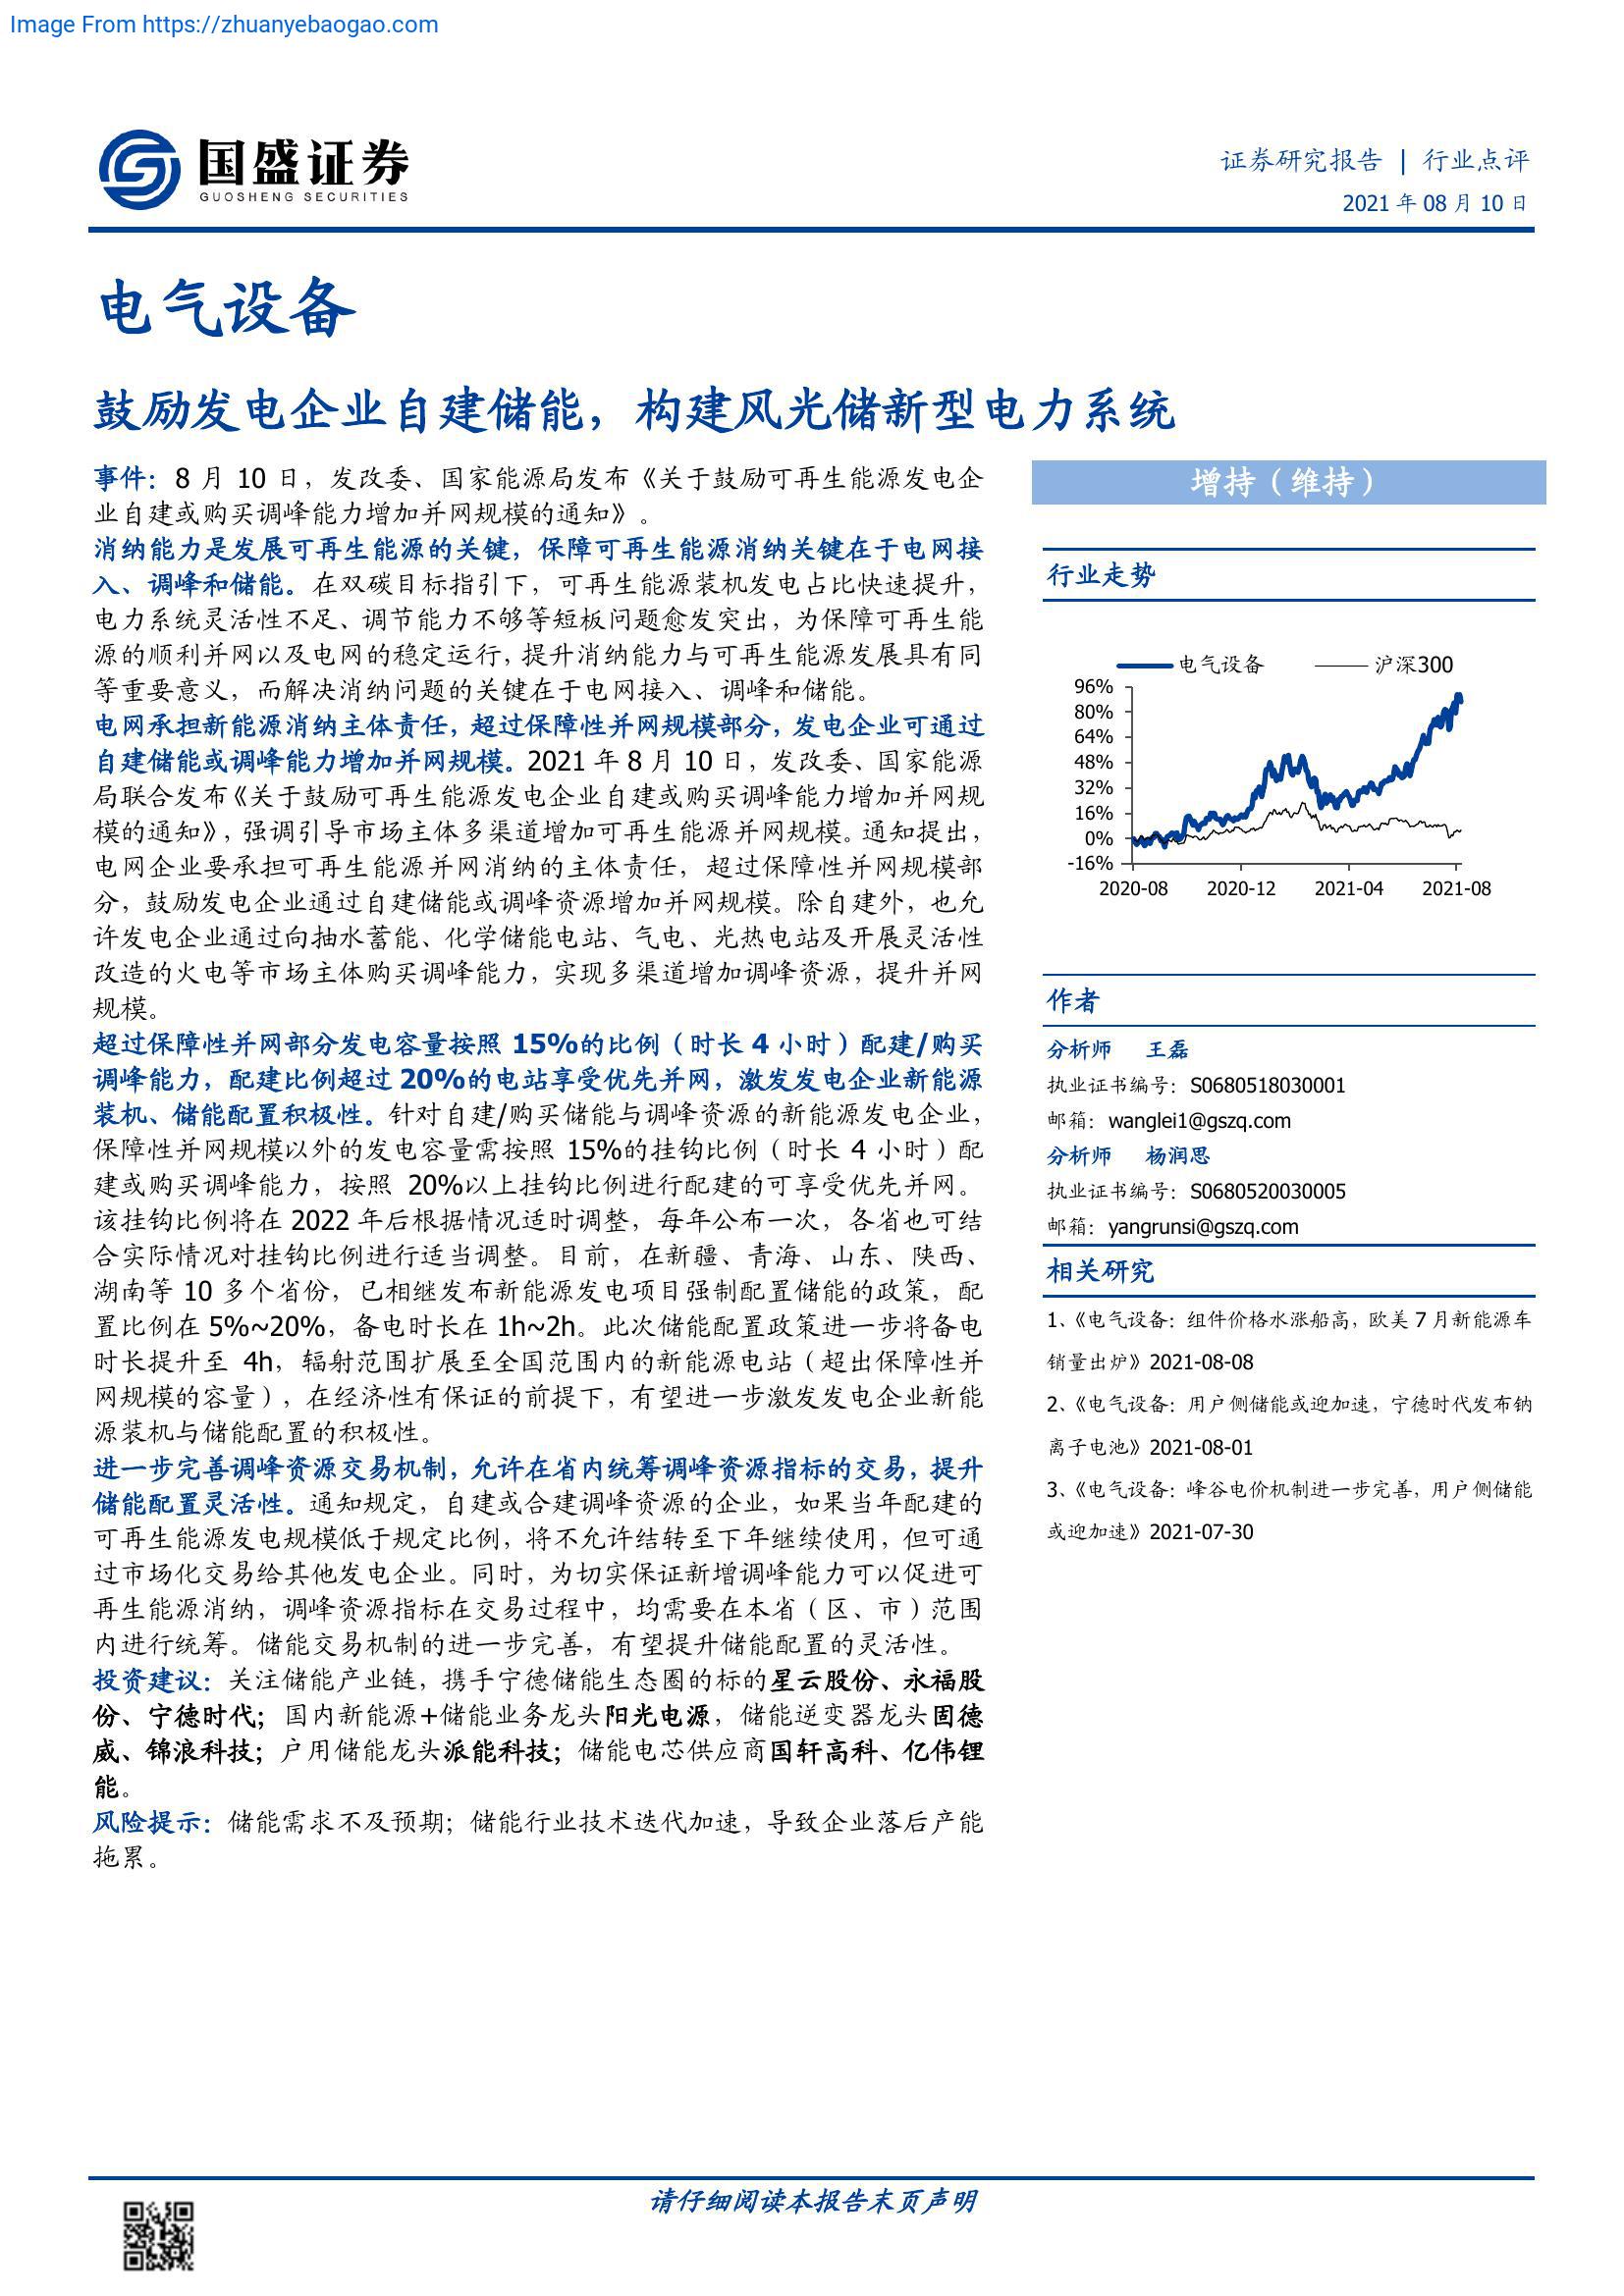 Image From https://zhuanyebaogao.com
国盛证券
GUOSHENG SECURITIES
证券研究报告 | 行业点评
2021 年 08 月 10 日
电气设备
鼓励发电企业自建储能，构建风光储新型电力系统
事件：8 月 10 日，发改委、国家能源局发布《关于鼓励可再生能源发电企
业自建或购买调峰能力增加并网规模的通知》。
消纳能力是发展可再生能源的关键，保障可再生能源消纳关键在于电网接
入、调峰和储能。在双碳目标指引下，可再生能源装机发电占比快速提升，
电力系统灵活性不足、调节能力不够等短板问题愈发突出，为保障可再生能
源的顺利并网以及电网的稳定运行，提升消纳能力与可再生能源发展具有同
等重要意义，而解决消纳问题的关键在于电网接入、调峰和储能。
电网承担新能源消纳主体责任，超过保障性并网规模部分，发电企业可通过
自建储能或调峰能力增加并网规模。2021 年 8 月 10 日，发改委、国家能源
局联合发布《关于鼓励可再生能源发电企业自建或购买调峰能力增加并网规
模的通知》，强调引导市场主体多渠道增加可再生能源并网规模。通知提出，
电网企业要承担可再生能源并网消纳的主体责任，超过保障性并网规模部
分，鼓励发电企业通过自建储能或调峰资源增加并网规模。除自建外，也允
许发电企业通过向抽水蓄能、化学储能电站、气电、光热电站及开展灵活性
改造的火电等市场主体购买调峰能力，实现多渠道增加调峰资源，提升并网
规模。
超过保障性并网部分发电容量按照 15%的比例（时长 4 小时）配建/购买
调峰能力，配建比例超过 20%的电站享受优先并网，激发发电企业新能源
装机、储能配置积极性。针对自建/购买储能与调峰资源的新能源发电企业，
保障性并网规模以外的发电容量需按照 15%的挂钩比例（时长 4 小时）配
建或购买调峰能力，按照 20%以上挂钩比例进行配建的可享受优先并网。
该挂钩比例将在 2022 年后根据情况适时调整，每年公布一次，各省也可结
合实际情况对挂钩比例进行适当调整。目前，在新疆、青海、山东、陕西、
湖南等 10 多个省份，已相继发布新能源发电项目强制配置储能的政策，配
置比例在 5%~20%，备电时长在 1h~2h。此次储能配置政策进一步将备电
时长提升至 4h，辐射范围扩展至全国范围内的新能源电站（超出保障性并
网规模的容量），在经济性有保证的前提下，有望进一步激发发电企业新能
源装机与储能配置的积极性。
进一步完善调峰资源交易机制，允许在省内统筹调峰资源指标的交易，提升
储能配置灵活性。通知规定，自建或合建调峰资源的企业，如果当年配建的
可再生能源发电规模低于规定比例，将不允许结转至下年继续使用，但可通
过市场化交易给其他发电企业。同时，为切实保证新增调峰能力可以促进可
再生能源消纳，调峰资源指标在交易过程中，均需要在本省（区、市）范围
内进行统筹。储能交易机制的进一步完善，有望提升储能配置的灵活性。
投资建议：关注储能产业链，携手宁德储能生态圈的标的星云股份、永福股
份、宁德时代；国内新能源+储能业务龙头阳光电源，储能逆变器龙头固德
威、锦浪科技；户用储能龙头派能科技；储能电芯供应商国轩高科、亿伟锂
能。
风险提示：储能需求不及预期；储能行业技术迭代加速，导致企业落后产能
拖累。
增持（维持）
行业走势
电气设备 沪深300
96%
80%
64%
48%
32%
16%
0%
-16%
2020-08 2020-12 2021-04 2021-08
作者
分析师 王磊
执业证书编号：S0680518030001
邮箱：wanglei1@gszq.com
分析师 杨润思
执业证书编号：S0680520030005
邮箱：yangrunsi@gszq.com
相关研究
1、《电气设备：组件价格水涨船高，欧美 7 月新能源车
销量出炉》2021-08-08
2、《电气设备：用户侧储能或迎加速，宁德时代发布钠
离子电池》2021-08-01
3、《电气设备：峰谷电价机制进一步完善，用户侧储能
或迎加速》2021-07-30
请仔细阅读本报告末页声明